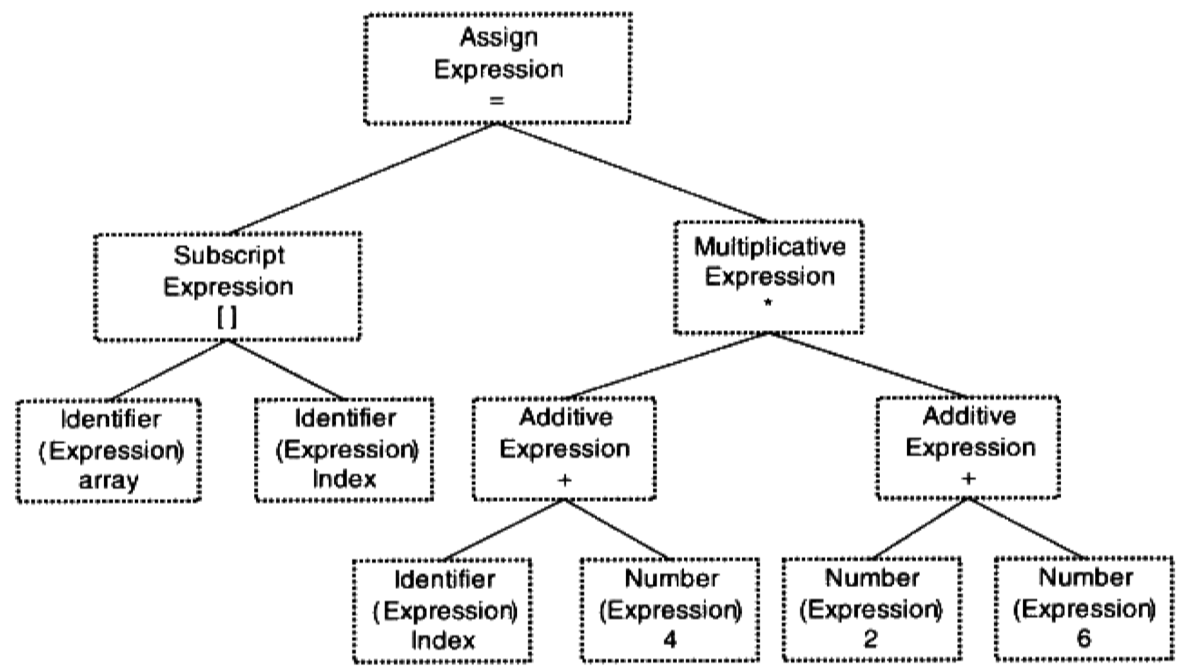 Assign
Expression
=
Subscript
Expression
[ ]
Multiplicative
Expression
*
Identifier
(Expression)
array
Identifier
(Expression)
Index
Additive
Expression
+
Additive
Expression
+
Identifier
(Expression)
Index
Number
(Expression)
4
Number
(Expression)
2
Number
(Expression)
6